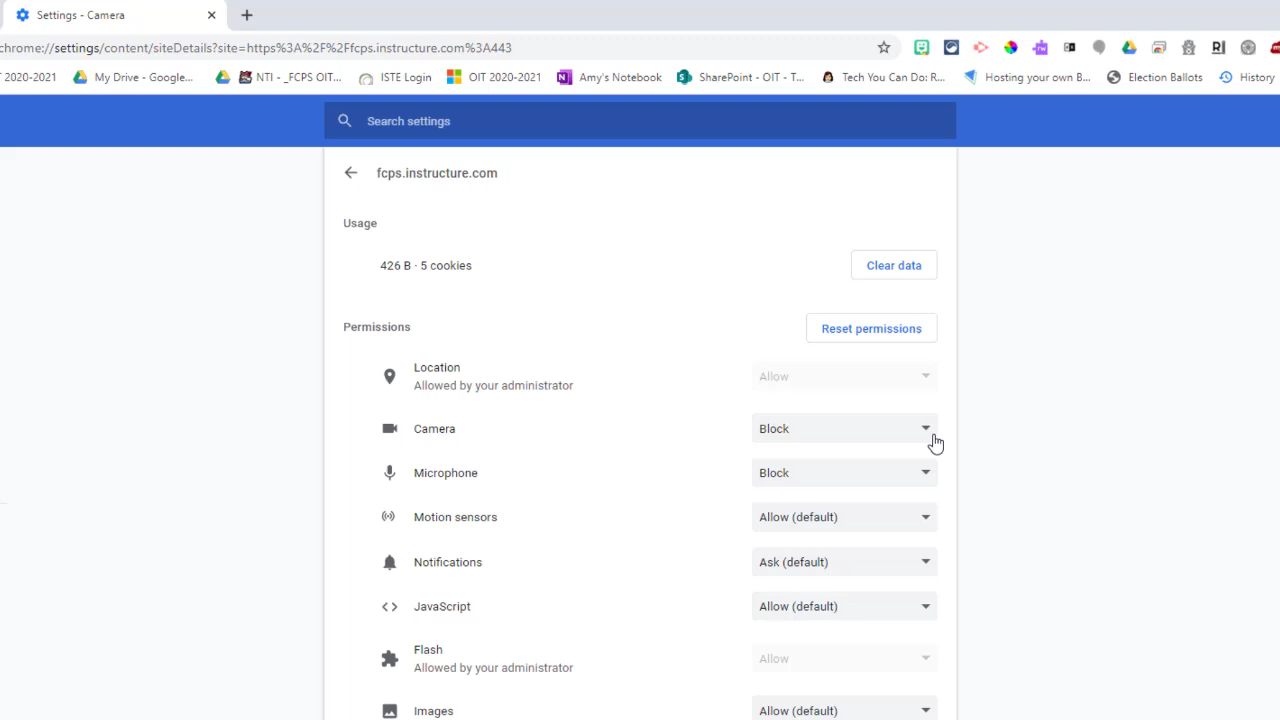 Settings - Camera
chrome://settings/content/siteDetails?site=https%3A%2F%2Ffcps.instructure.com%3A443
2020-2021 My Drive - Google... NTI - _FCPS OIT... ISTE Login OIT 2020-2021 Amy's Notebook SharePoint - OIT - T... Tech You Can Do: R... Hosting your own B... Election Ballots History
Search settings
fcps.instructure.com
Usage
426 B · 5 cookies
Clear data
Permissions
Reset permissions
Location
Allowed by your administrator
Allow
Camera
Block
Microphone
Block
Motion sensors
Allow (default)
Notifications
Ask (default)
JavaScript
Allow (default)
Flash
Allowed by your administrator
Allow
Images
Allow (default)